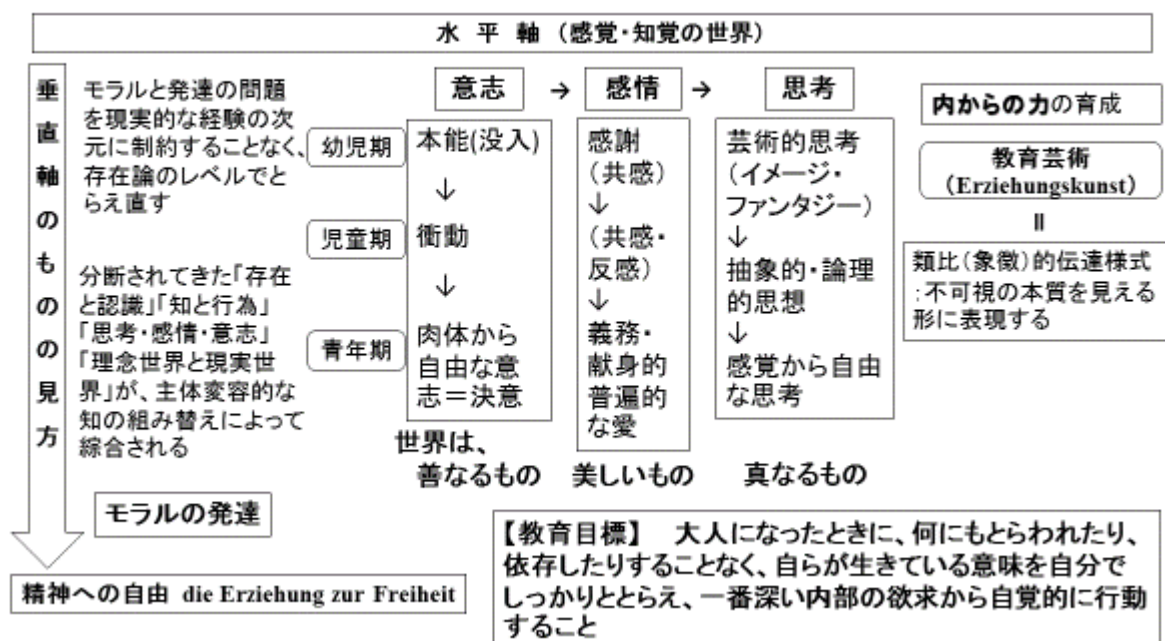 水 平 軸 (感覚・知覚の世界)
垂直軸のものの見方
モラルと発達の問題
を現実的な経験の次
元に制約することなく、
存在論のレベルでと
らえ直す
分断されてきた「存在
と認識」「知と行為」
「思考・感情・意志」
「理念世界と現実世
界」が、主体変容的な
知の組み替えによって
綜合される
モラルの発達
精神への自由 die Erziehung zur Freiheit
幼児期
児童期
青年期
意志 → 感情 → 思考
本能(没入)
↓
衝動
↓
肉体から
自由な意
志=決意
感謝
(共感)
↓
(共感・
反感)
↓
義務・
献身的
普遍的
な愛
芸術的思考
(イメージ・
ファンタジー)
↓
抽象的・論理
的思想
↓
感覚から自由
な思考
世界は、
善なるもの 美しいもの 真なるもの
内からの力の育成
教育芸術
(Erziehungskunst)
॥
類比(象徴)的伝達様式
:不可視の本質を見える
形に表現する
【教育目標】 大人になったときに、何にもとらわれたり、
依存したりすることなく、自らが生きている意味を自分で
しっかりととらえ、一番深い内部の欲求から自覚的に行動
すること